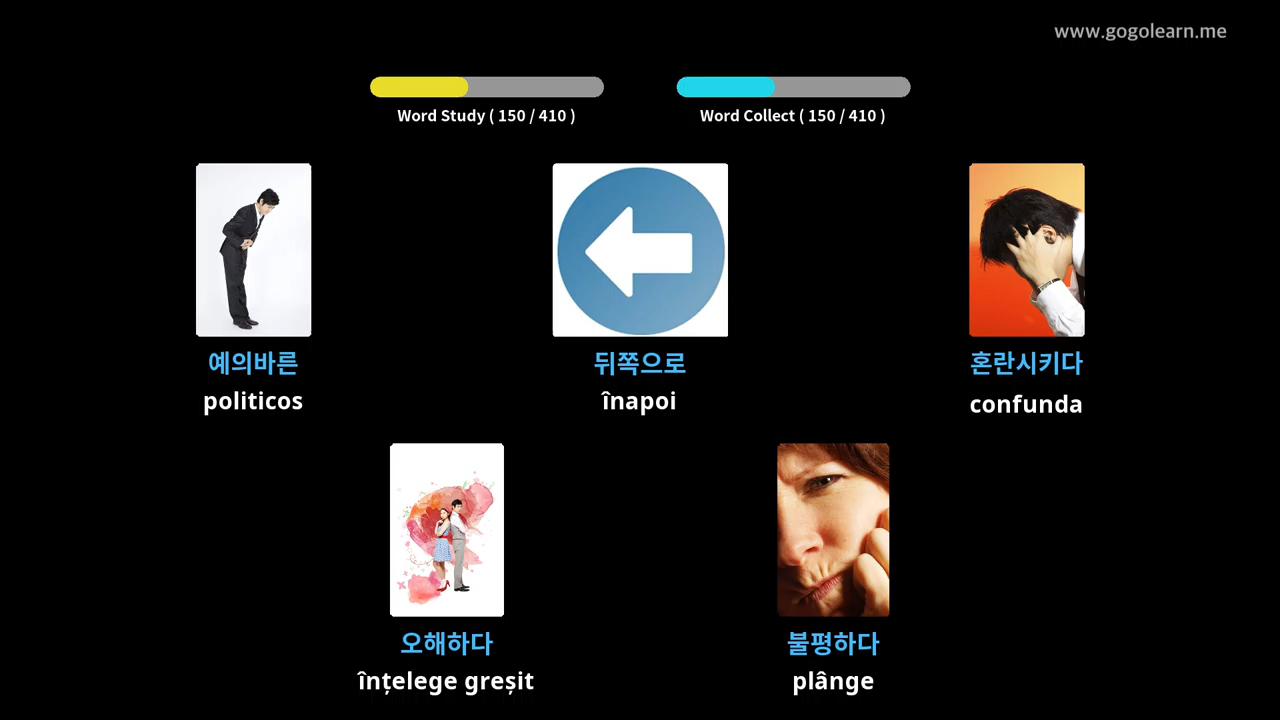 www.gogolearn.me
Word Study ( 150 / 410 )
Word Collect ( 150 / 410 )
예의바른
politicos
뒤쪽으로
înapoi
혼란시키다
confunda
오해하다
înțelege greșit
불평하다
plânge